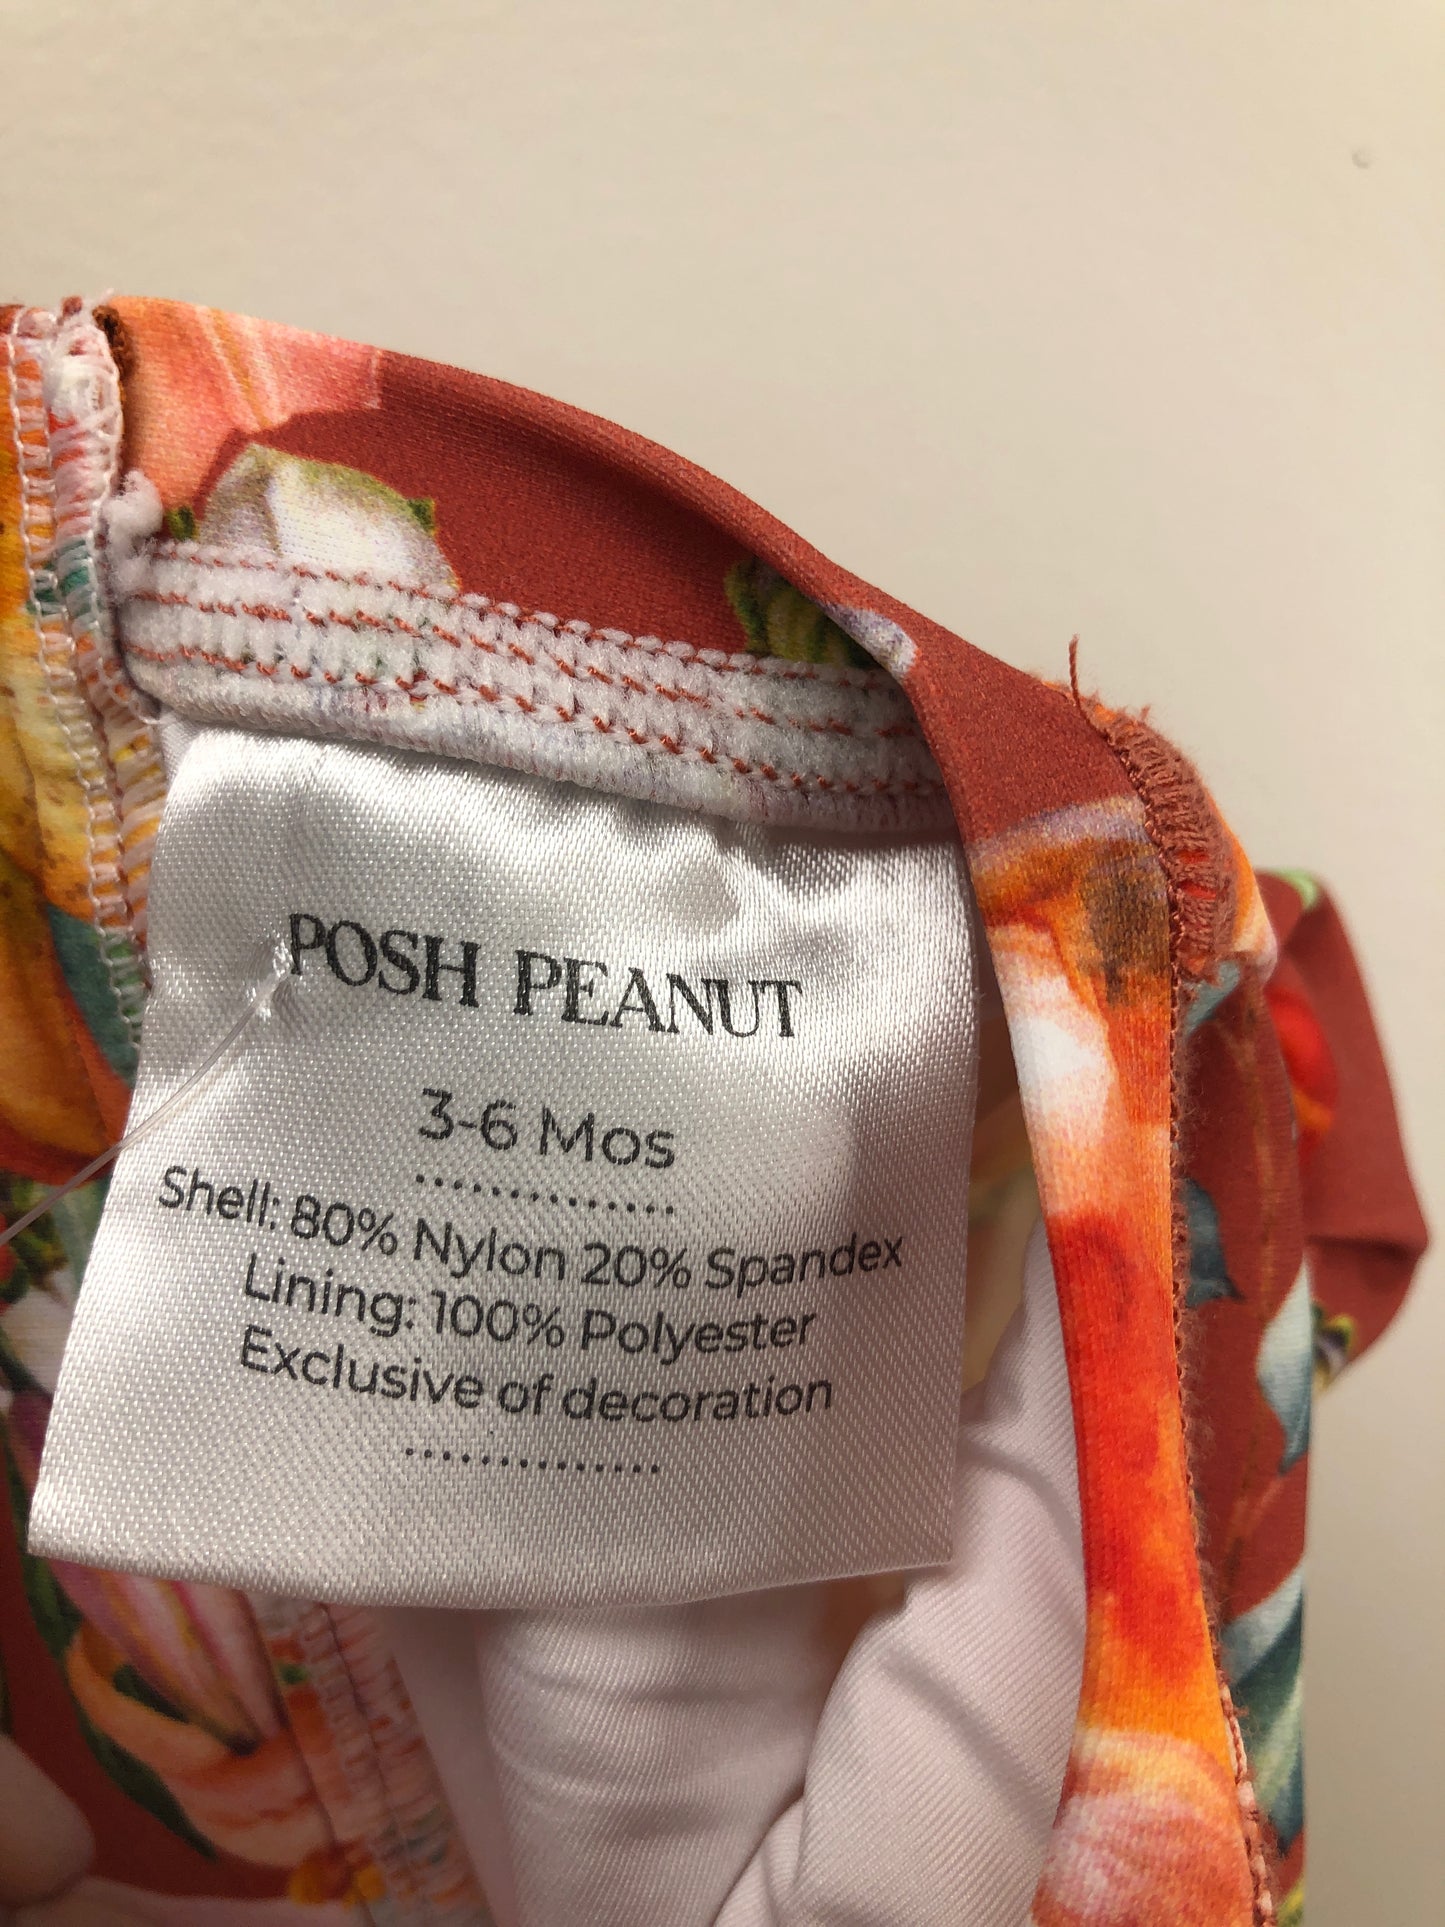 POSH PEANUT
3-6 Mos
Shell: 80% Nylon 20% Spandex
Lining: 100% Polyester
Exclusive of decoration